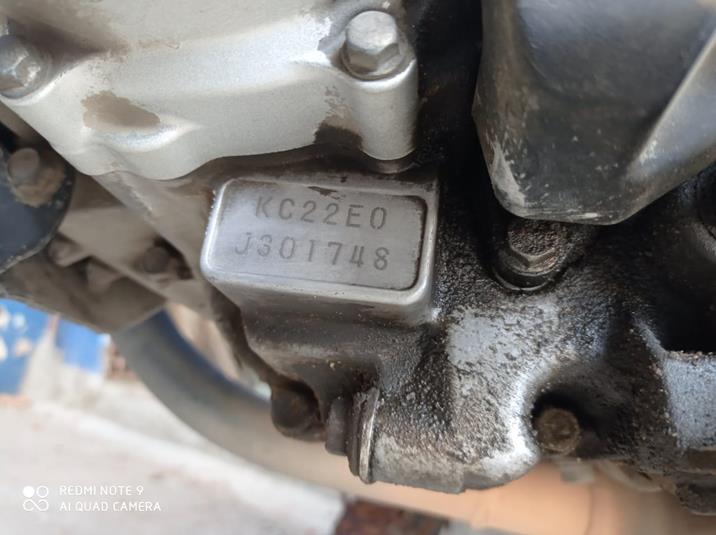 KC22E0
J301748
REDMI NOTE 9
AI QUAD CAMERA